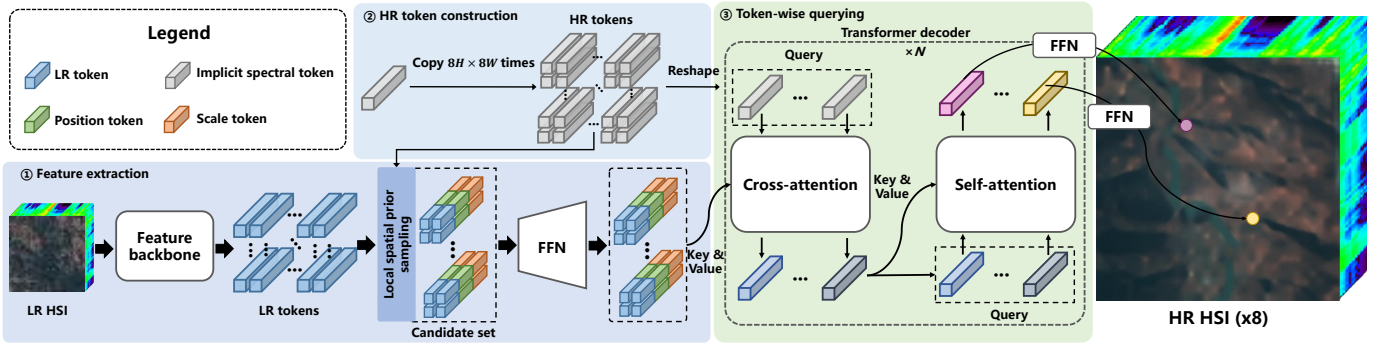 Legend
LR token
Implicit spectral token
Position token
Scale token
② HR token construction
HR tokens
Copy 8H × 8W times
Reshape
① Feature extraction
LR HSI
Feature
backbone
LR tokens
Local spatial prior
sampling
Candidate set
FFN
Key &
Value
③ Token-wise querying
Transformer decoder
× N
Query
Cross-attention
Key &
Value
Self-attention
Query
FFN
FFN
HR HSI (x8)